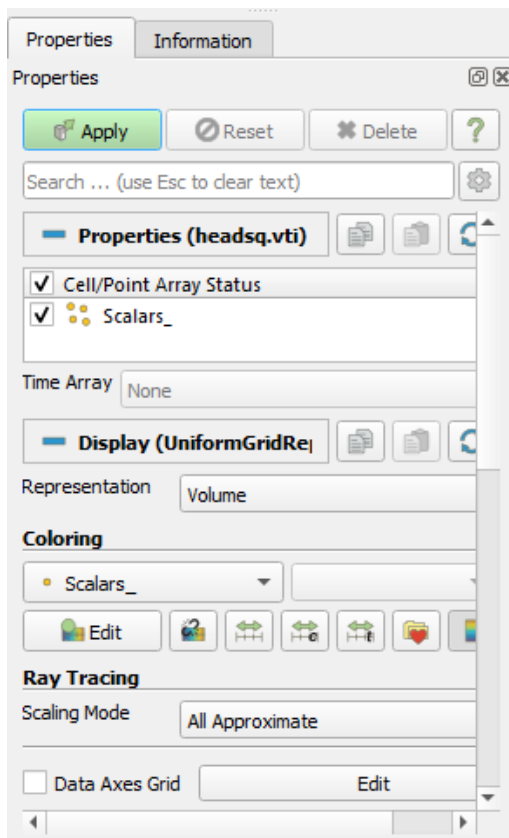 Properties Information
Properties
Apply Reset Delete ?
Search ... (use Esc to clear text)
Properties (headsq.vti)
Cell/Point Array Status
Scalars_
Time Array None
Display (UniformGridRe
Representation Volume
Coloring
Scalars_
Edit
Ray Tracing
Scaling Mode All Approximate
Data Axes Grid Edit